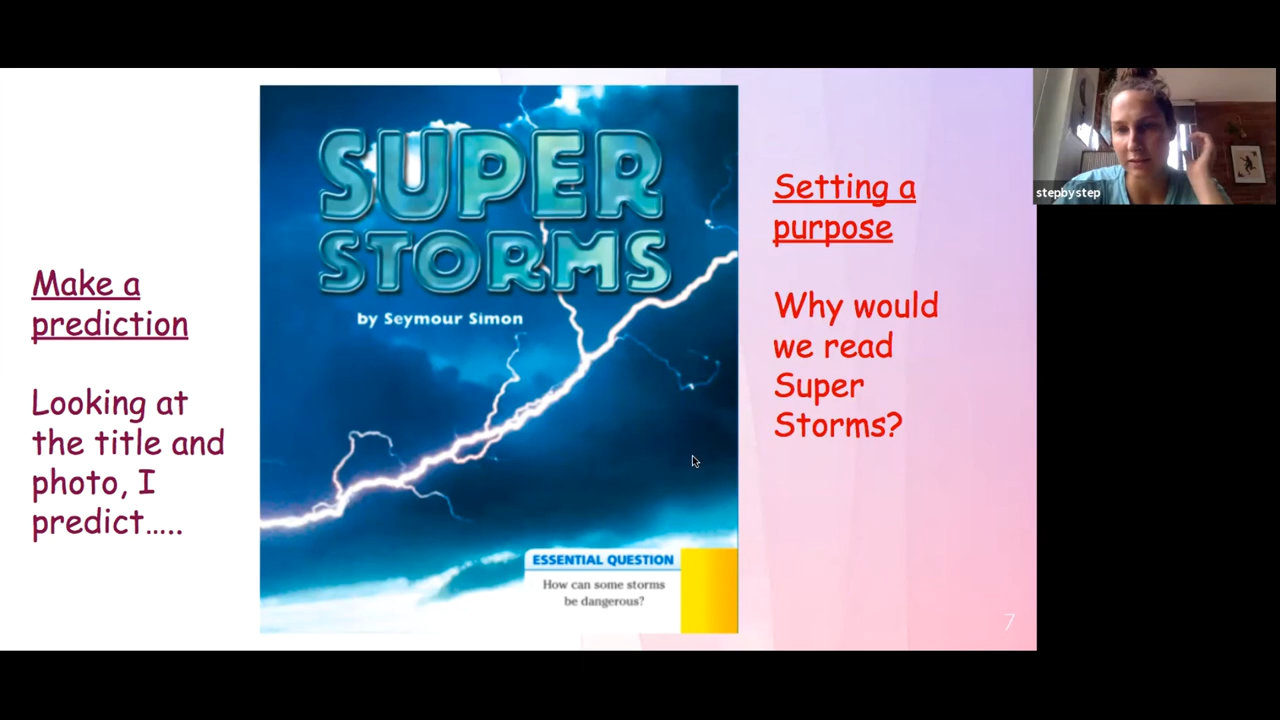 Make a
prediction
Looking at
the title and
photo, I
predict.....
SUPER
STORMS
by Seymour Simon
ESSENTIAL QUESTION
How can some storms
be dangerous?
Setting a
purpose
Why would
we read
Super
Storms?
7
stepbystep